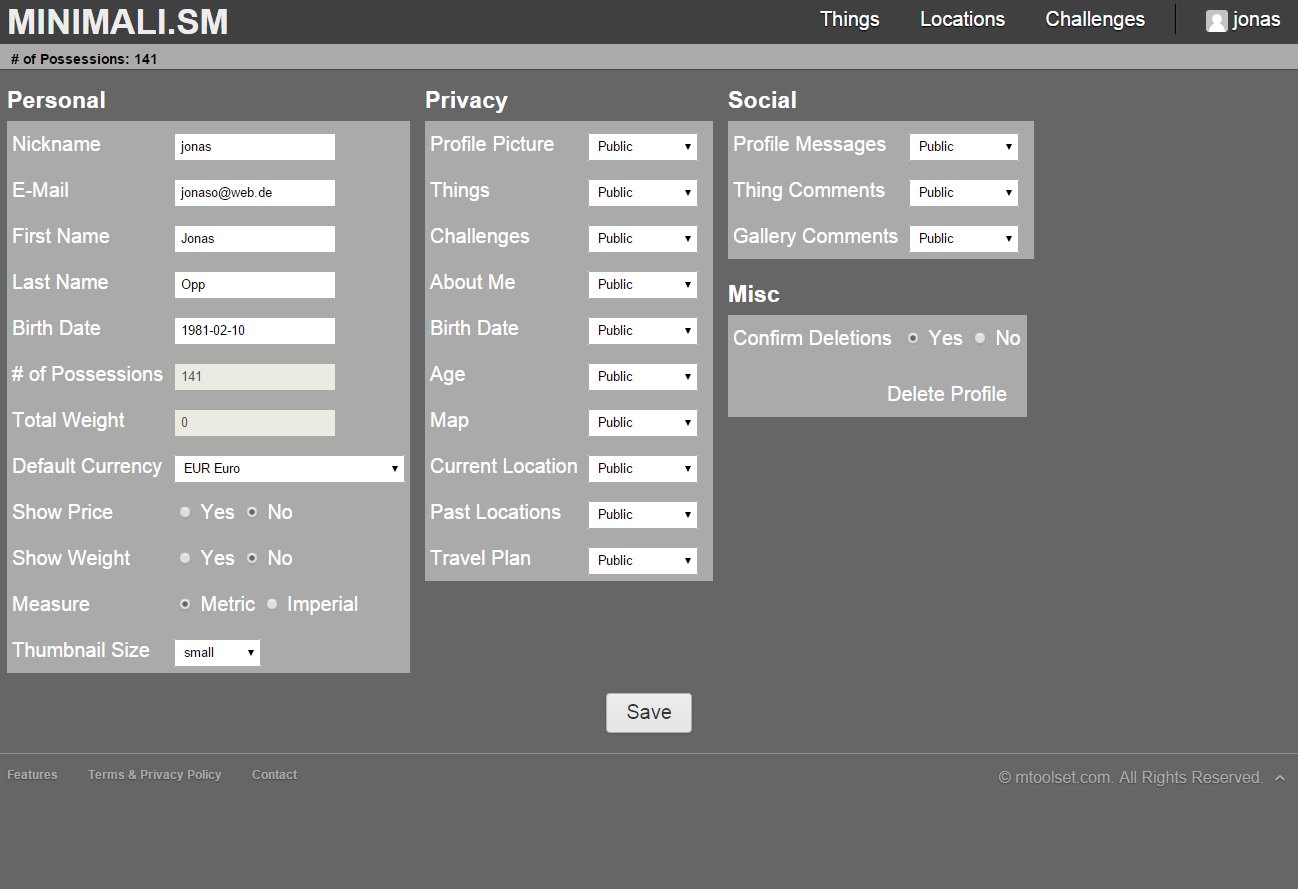 MINIMALI.SM
Things Locations Challenges jonas
# of Possessions: 141
Personal
Nickname jonas
E-Mail jonaso@web.de
First Name Jonas
Last Name Opp
Birth Date 1981-02-10
# of Possessions 141
Total Weight 0
Default Currency EUR Euro
Show Price Yes No
Show Weight Yes No
Measure Metric Imperial
Thumbnail Size small
Privacy
Profile Picture Public
Things Public
Challenges Public
About Me Public
Birth Date Public
Age Public
Map Public
Current Location Public
Past Locations Public
Travel Plan Public
Social
Profile Messages Public
Thing Comments Public
Gallery Comments Public
Misc
Confirm Deletions Yes No
Delete Profile
Save
Features Terms & Privacy Policy Contact
© mtoolset.com. All Rights Reserved.